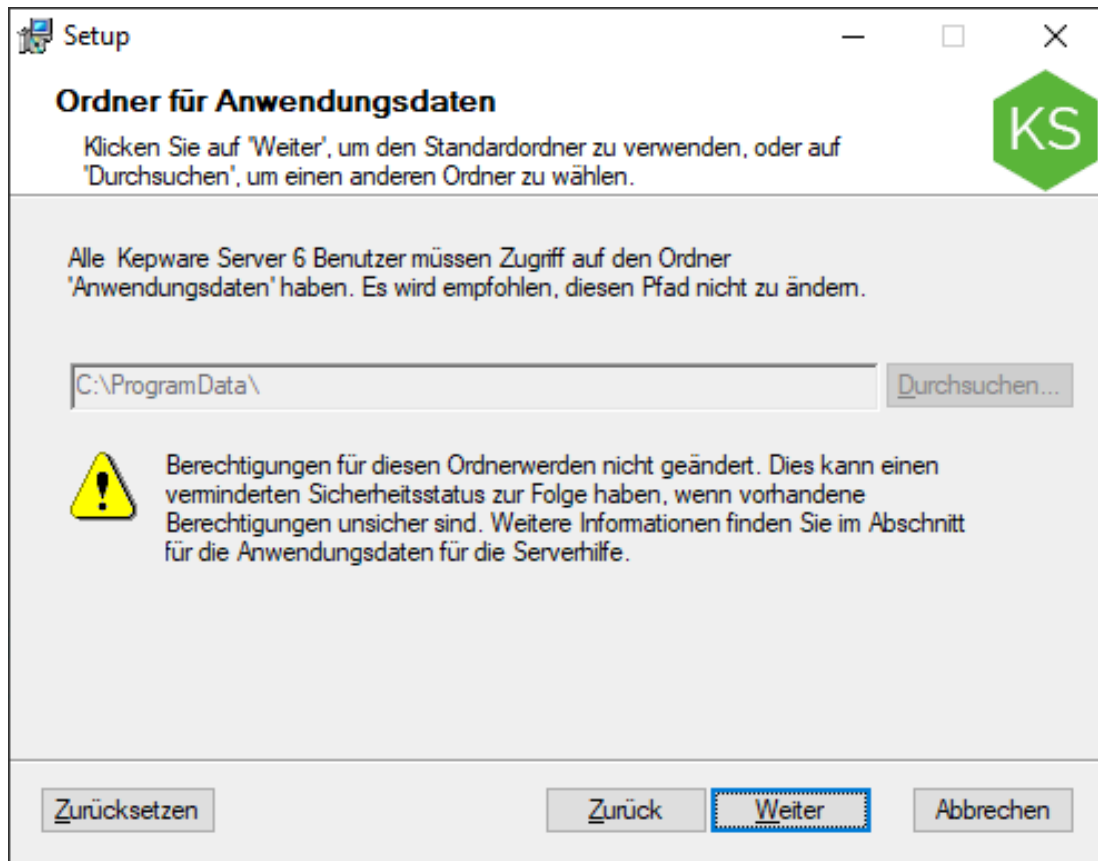 Setup
Ordner für Anwendungsdaten
Klicken Sie auf 'Weiter', um den Standardordner zu verwenden, oder auf
'Durchsuchen', um einen anderen Ordner zu wählen.
KS
Alle  Kepware Server 6 Benutzer müssen Zugriff auf den Ordner
'Anwendungsdaten' haben. Es wird empfohlen, diesen Pfad nicht zu ändern.
C:\ProgramData\
Durchsuchen...
Berechtigungen für diesen Ordnerwerden nicht geändert. Dies kann einen
verminderten Sicherheitsstatus zur Folge haben, wenn vorhandene
Berechtigungen unsicher sind. Weitere Informationen finden Sie im Abschnitt
für die Anwendungsdaten für die Serverhilfe.
Zurücksetzen
Zurück
Weiter
Abbrechen